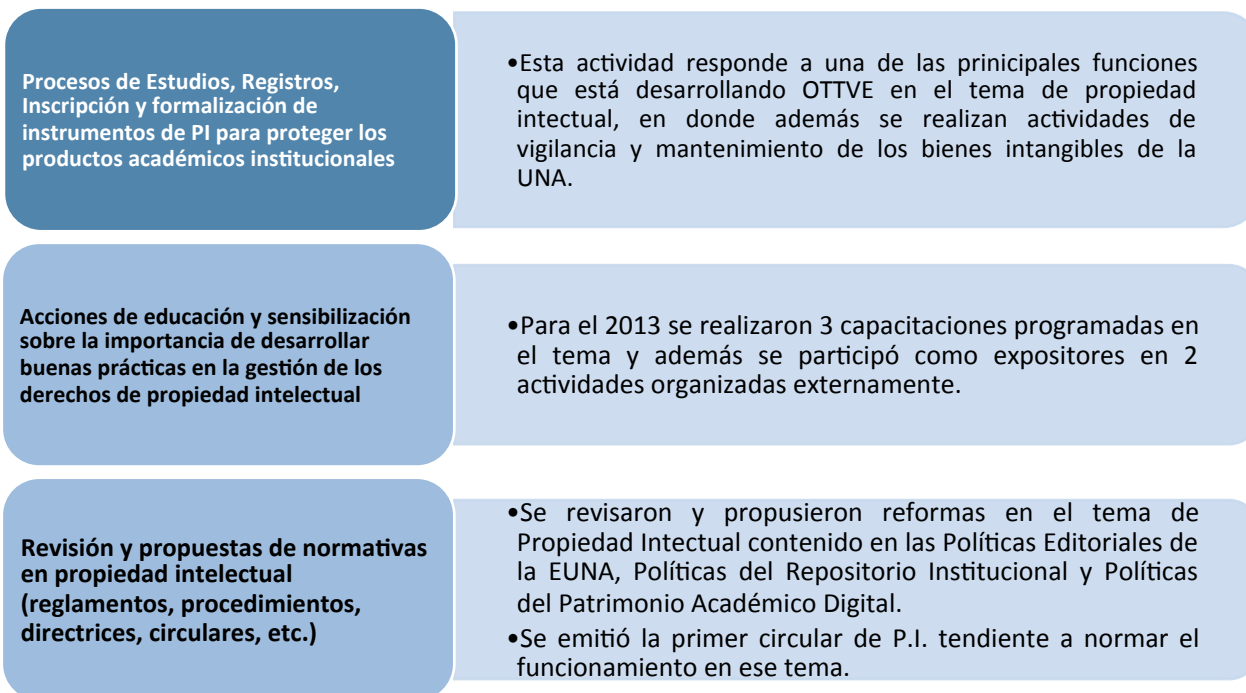 Procesos de Estudios, Registros,
Inscripción y formalización de
instrumentos de PI para proteger los
productos académicos institucionales
•Esta actividad responde a una de las prinicipales funciones
que está desarrollando OTTVE en el tema de propiedad
intectual, en donde además se realizan actividades de
vigilancia y mantenimiento de los bienes intangibles de la
UNA.
Acciones de educación y sensibilización
sobre la importancia de desarrollar
buenas prácticas en la gestión de los
derechos de propiedad intelectual
•Para el 2013 se realizaron 3 capacitaciones programadas en
el tema y además se participó como expositores en 2
actividades organizadas externamente.
Revisión y propuestas de normativas
en propiedad intelectual
(reglamentos, procedimientos,
directrices, circulares, etc.)
•Se revisaron y propusieron reformas en el tema de
Propiedad Intectual contenido en las Políticas Editoriales de
la EUNA, Políticas del Repositorio Institucional y Políticas
del Patrimonio Académico Digital.
•Se emitió la primer circular de P.I. tendiente a normar el
funcionamiento en ese tema.